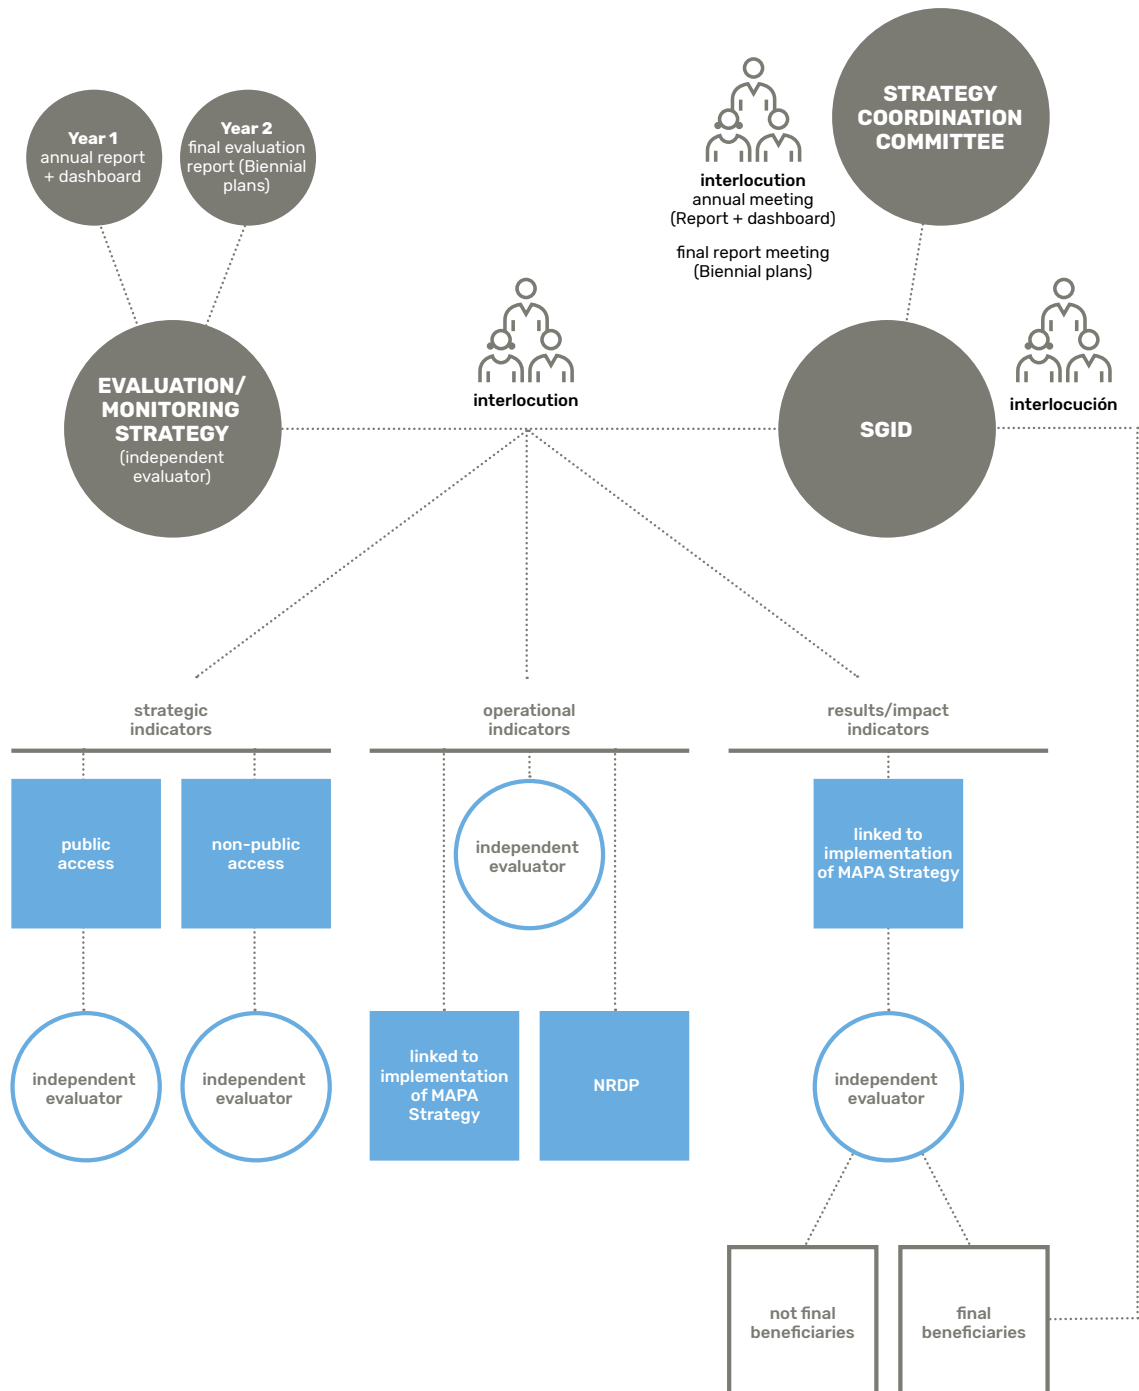 Year 1
annual report
+ dashboard
Year 2
final evaluation
report (Biennial
plans)
STRATEGY
COORDINATION
COMMITTEE
interlocution
annual meeting
(Report + dashboard)
final report meeting
(Biennial plans)
EVALUATION/
MONITORING
STRATEGY
(independent
evaluator)
interlocution
SGID
interlocución
strategic
indicators
operational
indicators
results/impact
indicators
public
access
non-public
access
independent
evaluator
linked to
implementation
of MAPA Strategy
independent
evaluator
independent
evaluator
linked to
implementation
of MAPA
Strategy
NRDP
independent
evaluator
not final
beneficiaries
final
beneficiaries